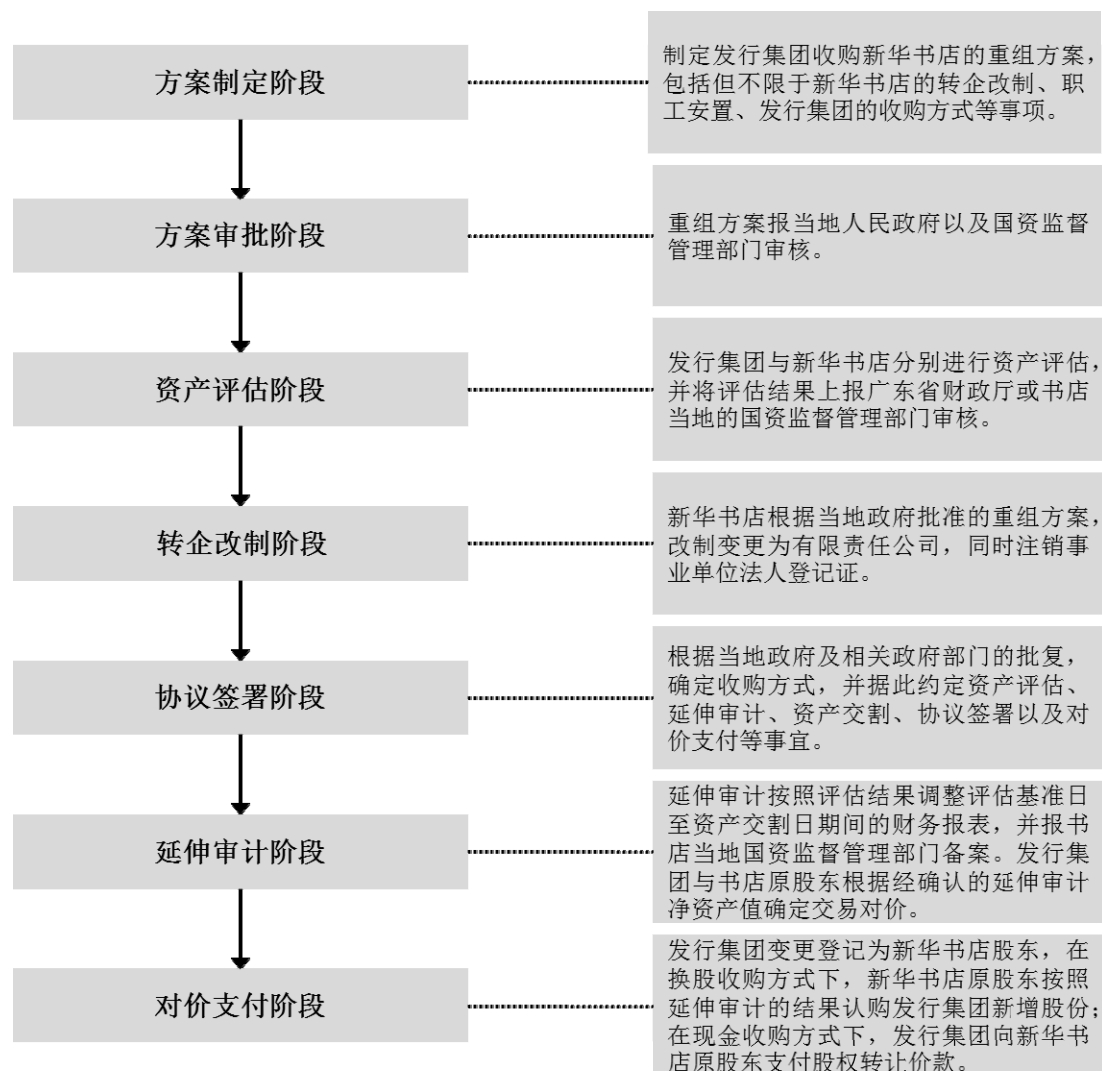 方案制定阶段
制定发行集团收购新华书店的重组方案，
包括但不限于新华书店的转企改制、职
工安置、发行集团的收购方式等事项。
方案审批阶段
重组方案报当地人民政府以及国资监督
管理部门审核。
资产评估阶段
发行集团与新华书店分别进行资产评估，
并将评估结果上报广东省财政厅或书店
当地的国资监督管理部门审核。
转企改制阶段
新华书店根据当地政府批准的重组方案，
改制变更为有限责任公司，同时注销事
业单位法人登记证。
协议签署阶段
根据当地政府及相关政府部门的批复，
确定收购方式，并据此约定资产评估、
延伸审计、资产交割、协议签署以及对
价支付等事宜。
延伸审计阶段
延伸审计按照评估结果调整评估基准日
至资产交割日期间的财务报表，并报书
店当地国资监督管理部门备案。发行集
团与书店原股东根据经确认的延伸审计
净资产值确定交易对价。
对价支付阶段
发行集团变更登记为新华书店股东，在
换股收购方式下，新华书店原股东按照
延伸审计的结果认购发行集团新增股份；
在现金收购方式下，发行集团向新华书
店原股东支付股权转让价款。